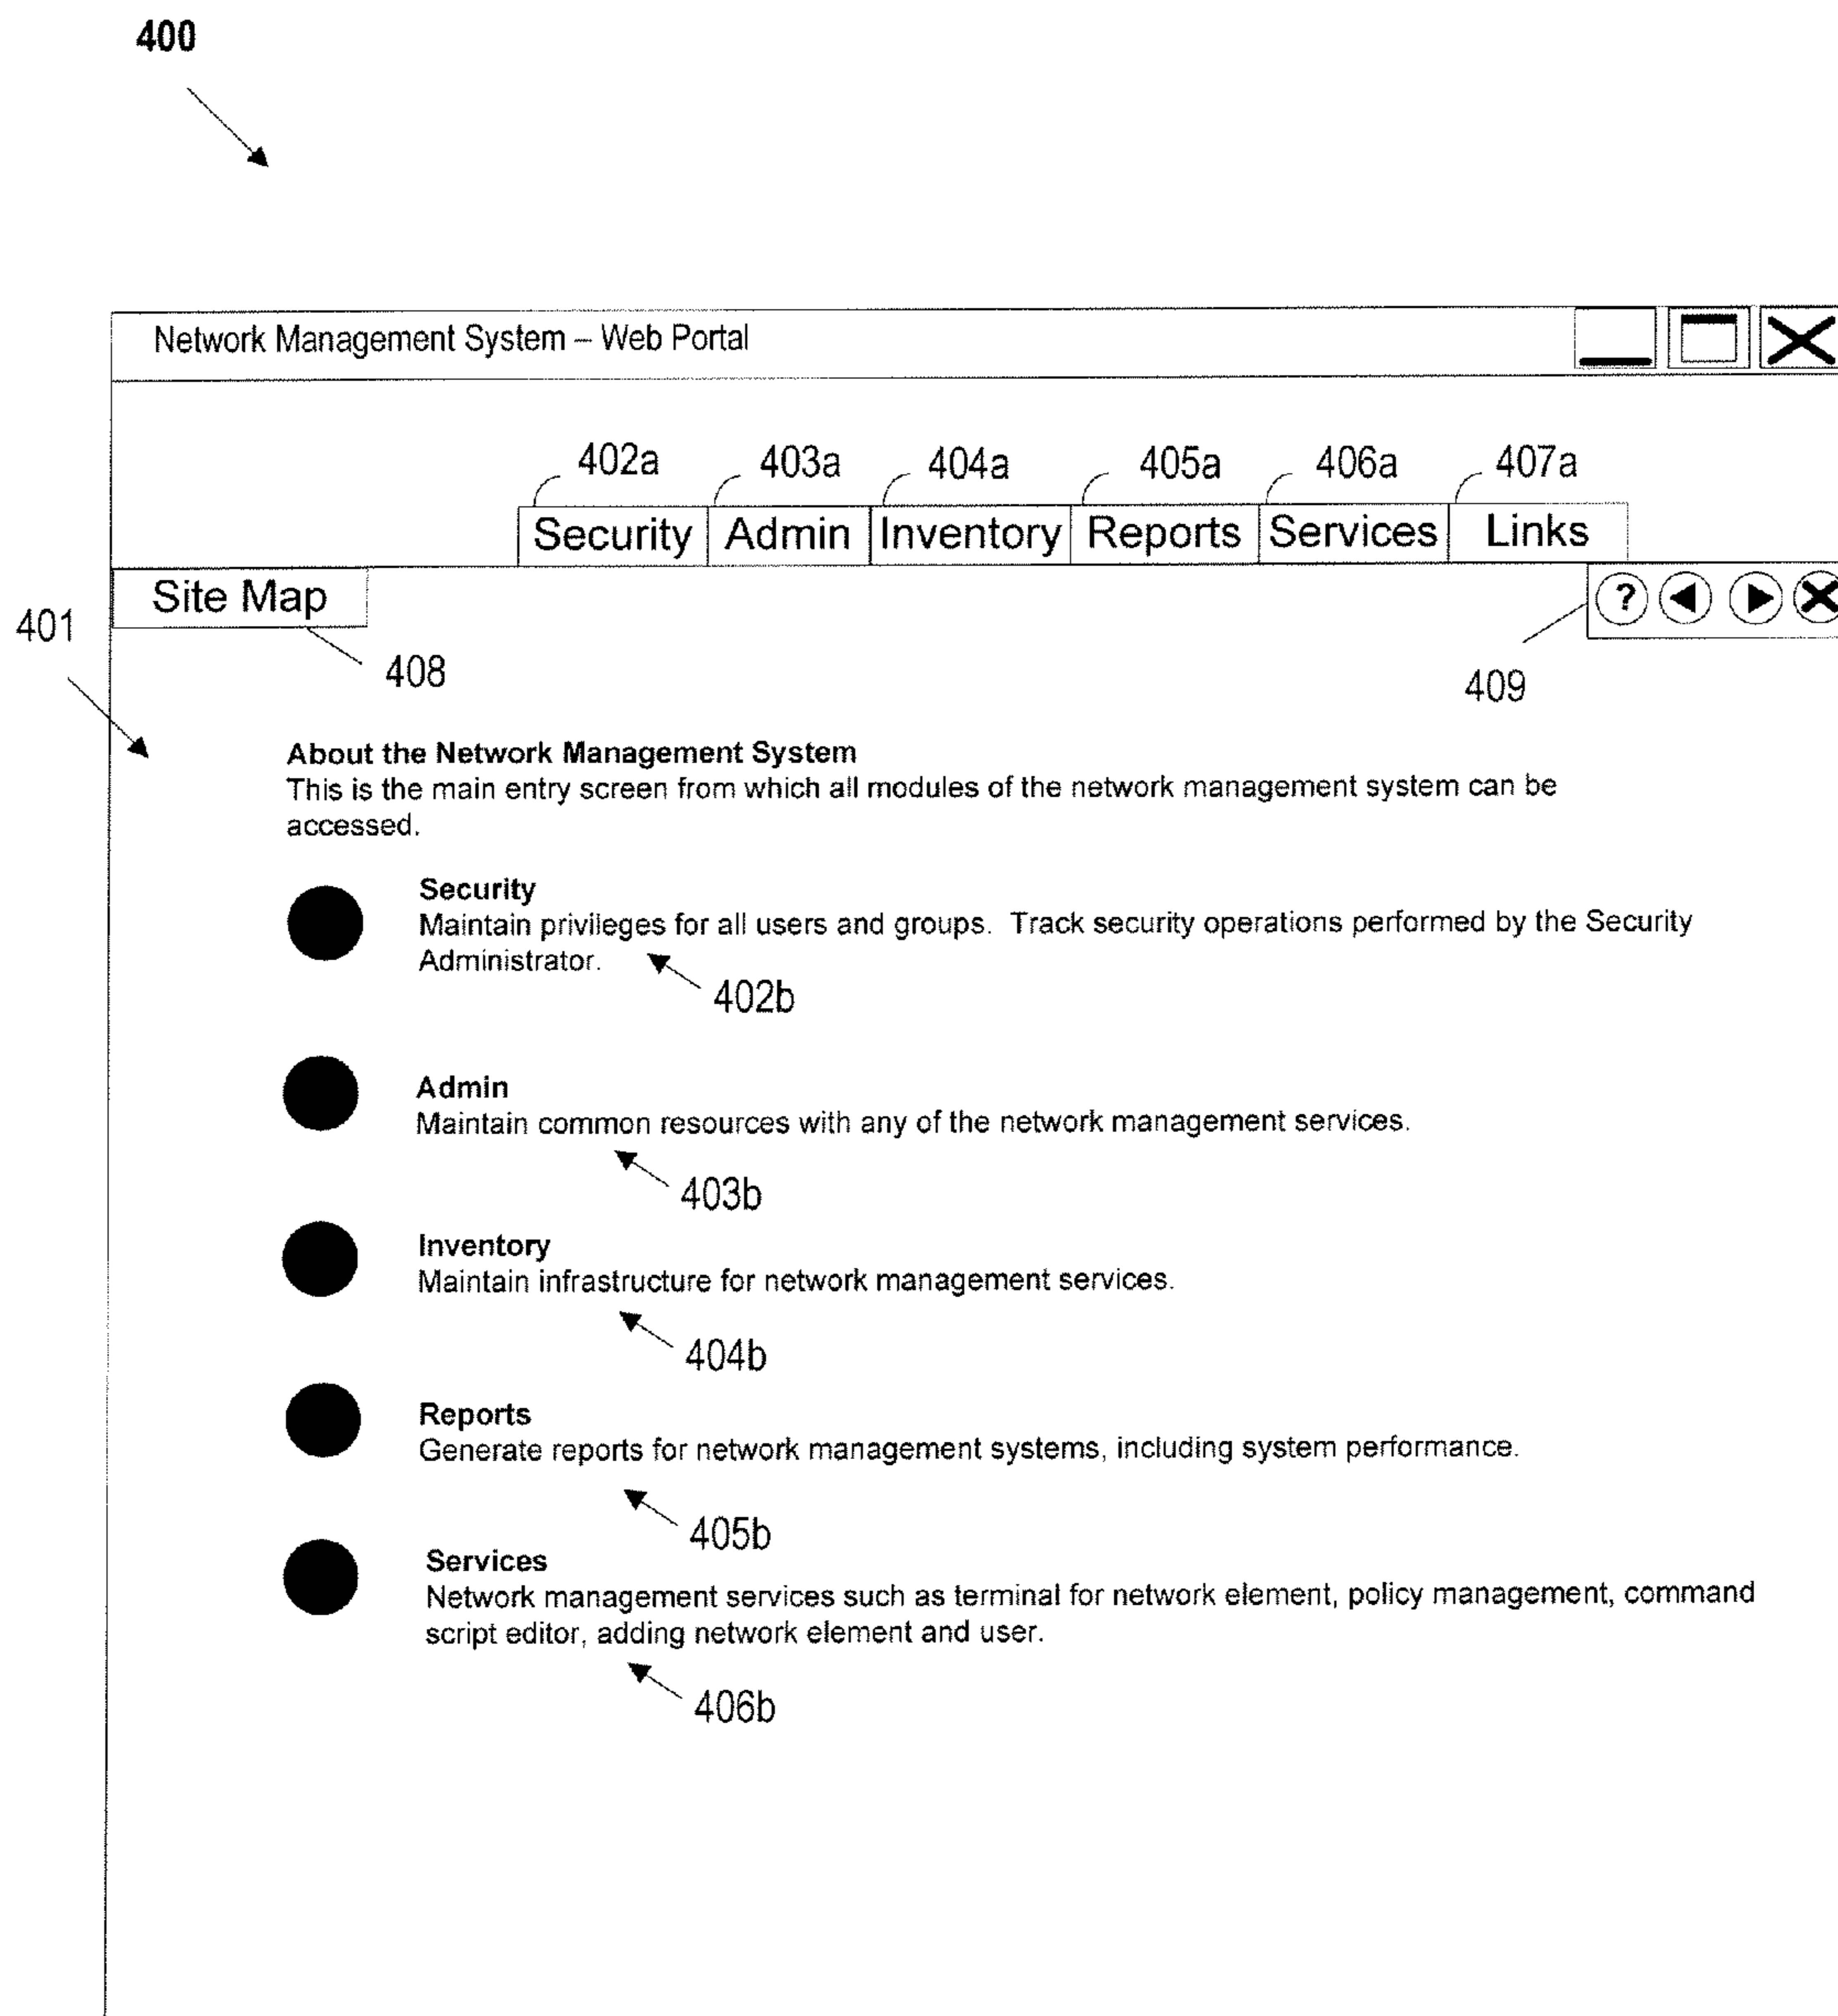 400
Network Management System – Web Portal
402a 403a 404a 405a 406a 407a
Security Admin Inventory Reports Services Links
Site Map ?
401
408
409
About the Network Management System
This is the main entry screen from which all modules of the network management system can be
accessed.
Security
Maintain privileges for all users and groups. Track security operations performed by the Security
Administrator.
402b
Admin
Maintain common resources with any of the network management services.
403b
Inventory
Maintain infrastructure for network management services.
404b
Reports
Generate reports for network management systems, including system performance.
405b
Services
Network management services such as terminal for network element, policy management, command
script editor, adding network element and user.
406b